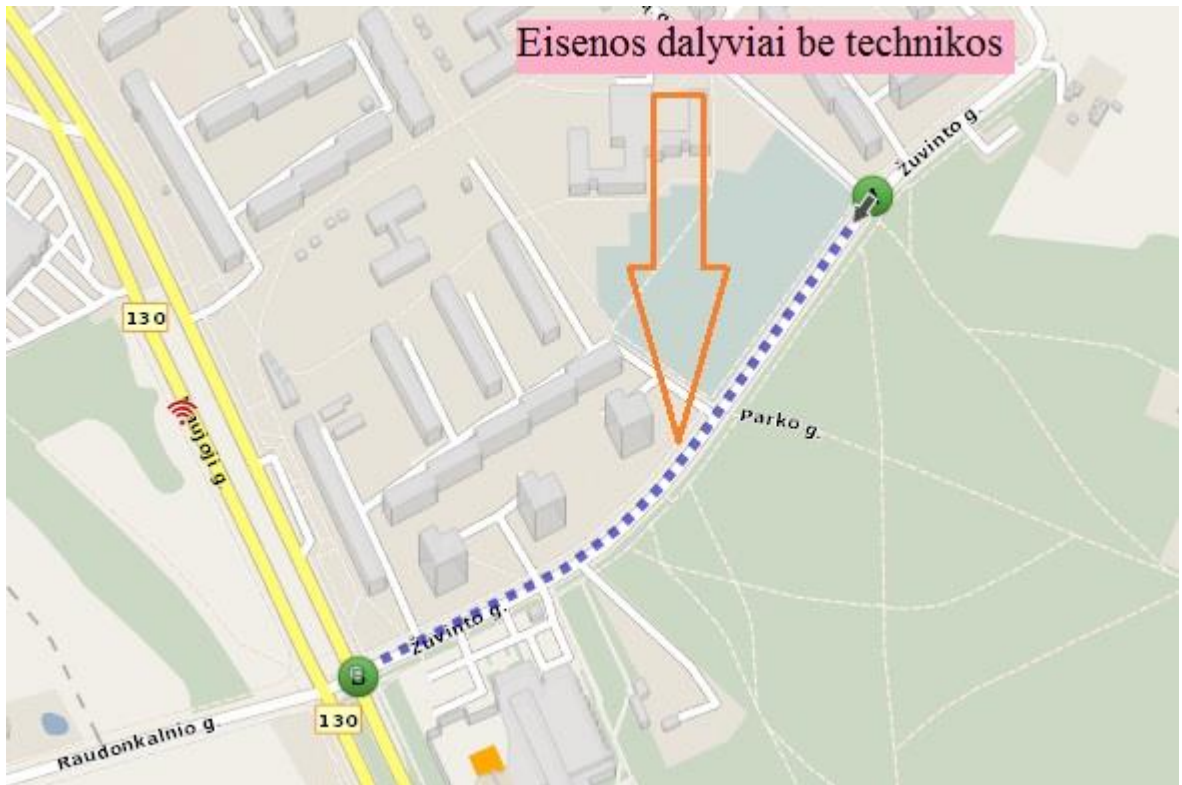 Eisenos dalyviai be technikos
Žuvinto g.
130
Parko g.
Žuvinto g.
130
Raudonkalnio g.